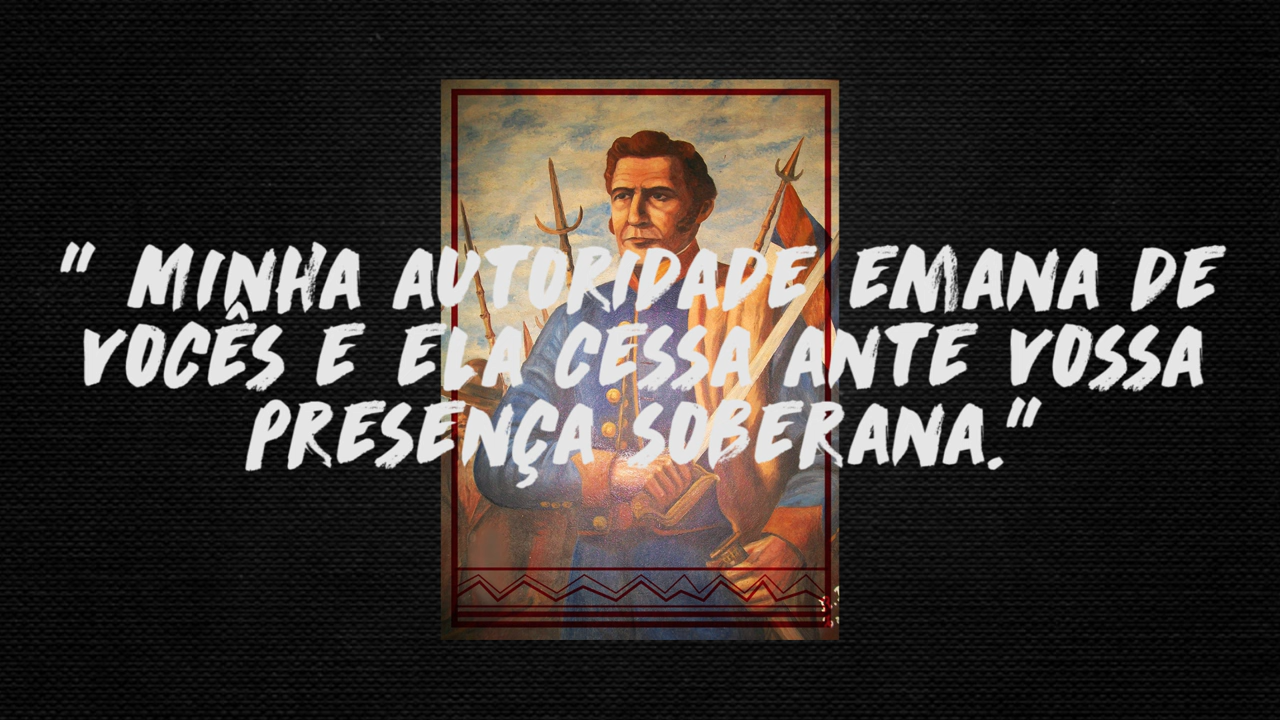 " MINHA AUTORIDADE EMANA DE
VOCÊS E ELA CESSA ANTE VOSSA
PRESENÇA SOBERANA."